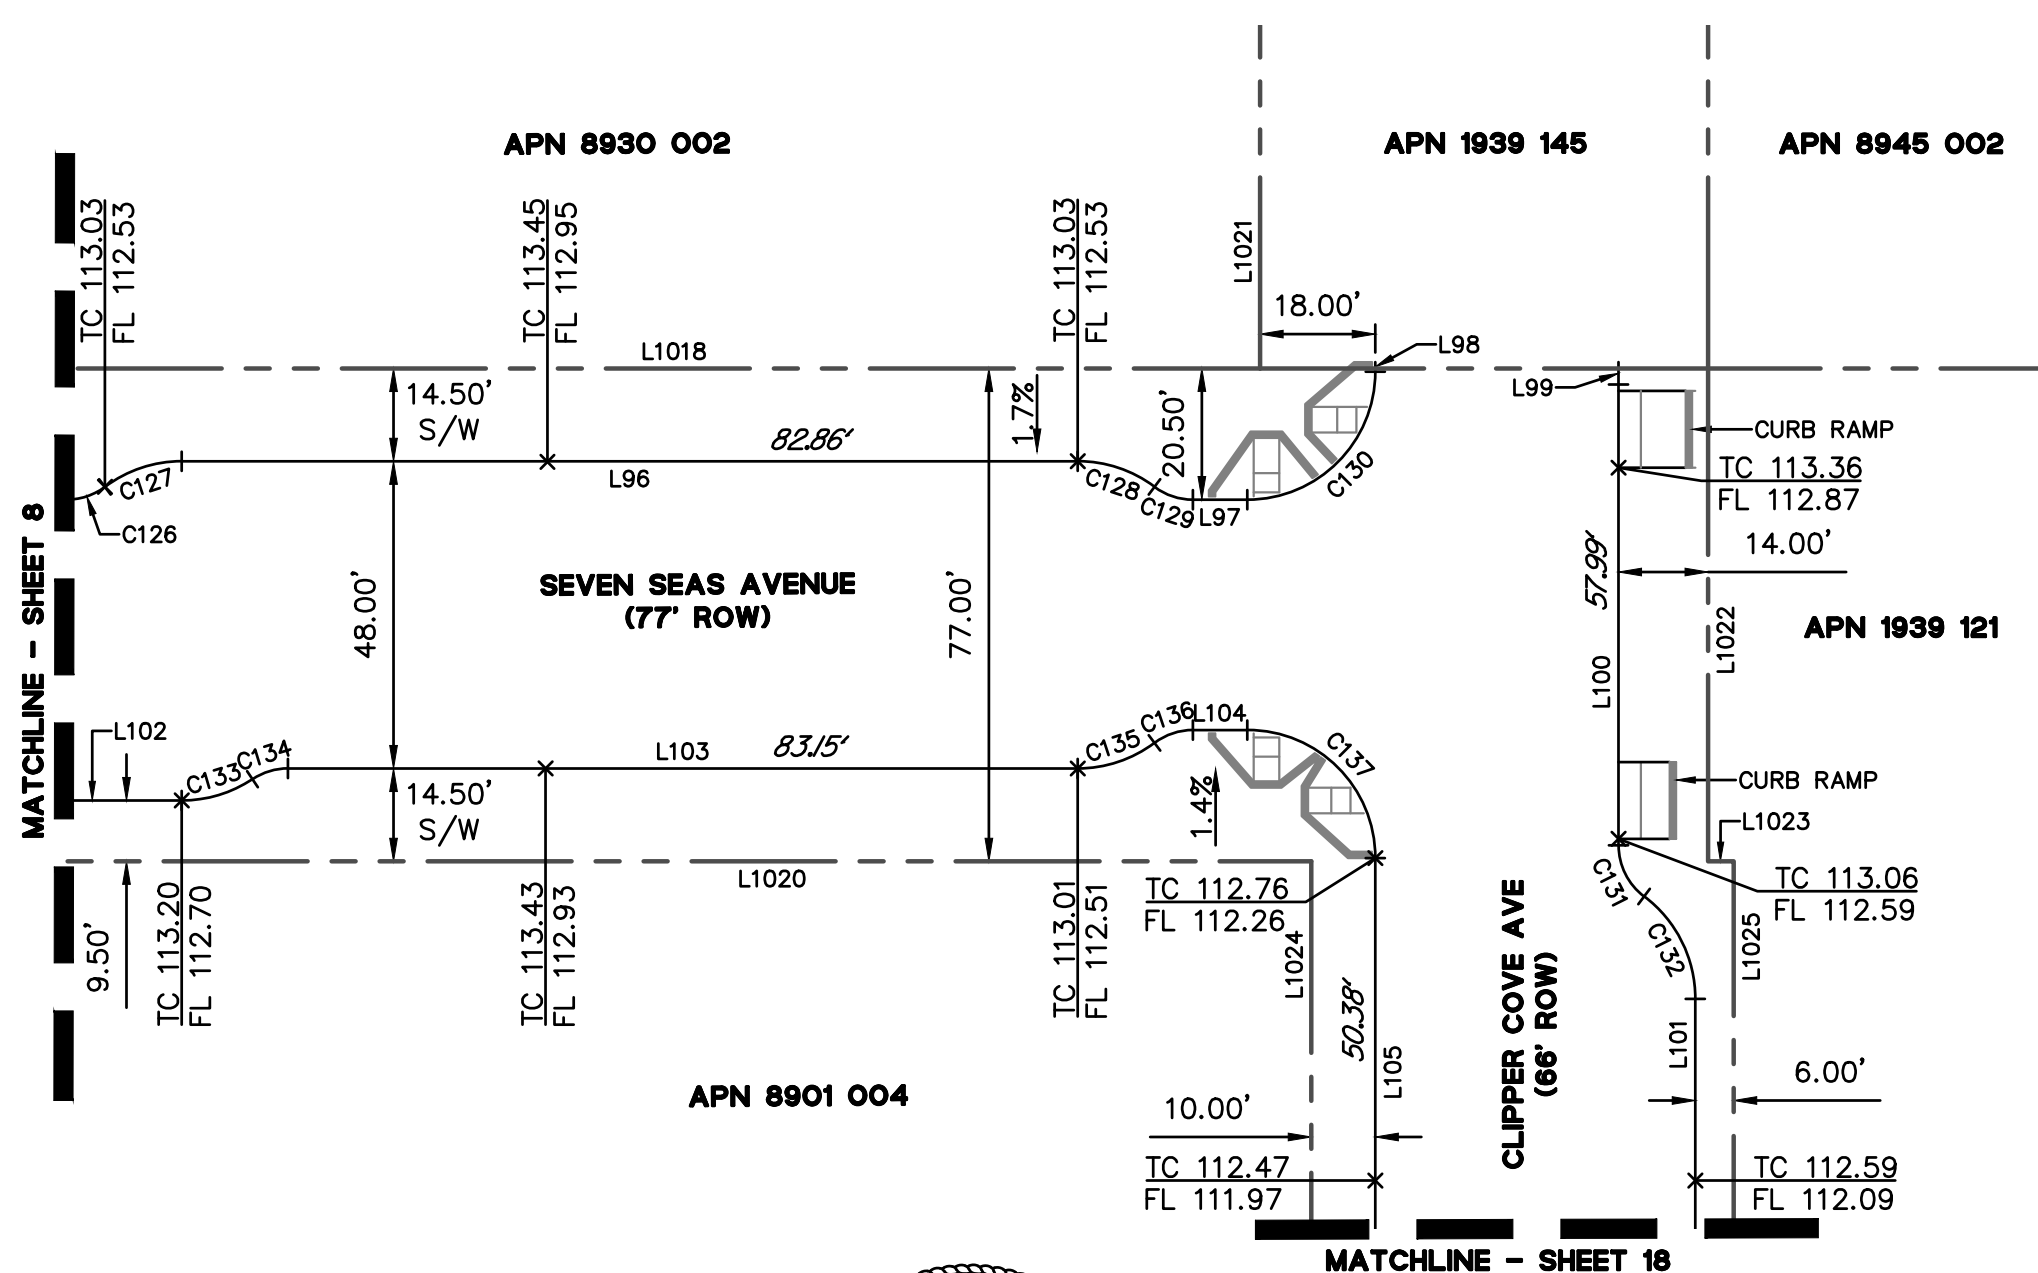 APN 8930 002
APN 1939 145
APN 8945 002
TC 113.03
FL 112.53
TC 113.45
FL 112.95
TC 113.03
FL 112.53
L1021
18.00'
L98
L1018
14.50'
S/W
82.86'
1.7%
20.50'
L99
CURB RAMP
TC 113.36
FL 112.87
C127
C126
L96
C128
C129
L97
C130
14.00'
57.99'
MATCHLINE - SHEET 8
48.00'
SEVEN SEAS AVENUE
(77' ROW)
77.00'
L1022
APN 1939 121
L100
L102
C133
C134
L103
83.15'
C135
C136
L104
C137
CURB RAMP
14.50'
S/W
1.4%
L1023
L1020
9.50'
TC 113.20
FL 112.70
TC 113.43
FL 112.93
TC 113.01
FL 112.51
TC 112.76
FL 112.26
L1024
C131
C132
TC 113.06
FL 112.59
L1025
50.38'
L105
CLIPPER COVE AVE
(66' ROW)
L101
6.00'
APN 8901 004
10.00'
TC 112.47
FL 111.97
TC 112.59
FL 112.09
MATCHLINE - SHEET 18